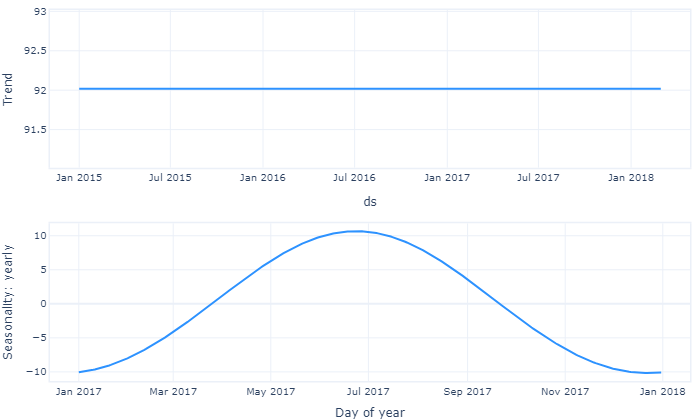 93
92.5
92
91.5
Trend
Jan 2015 Jul 2015 Jan 2016 Jul 2016 Jan 2017 Jul 2017 Jan 2018
ds
10
5
0
−5
−10
Seasonality: yearly
Jan 2017 Mar 2017 May 2017 Jul 2017 Sep 2017 Nov 2017 Jan 2018
Day of year